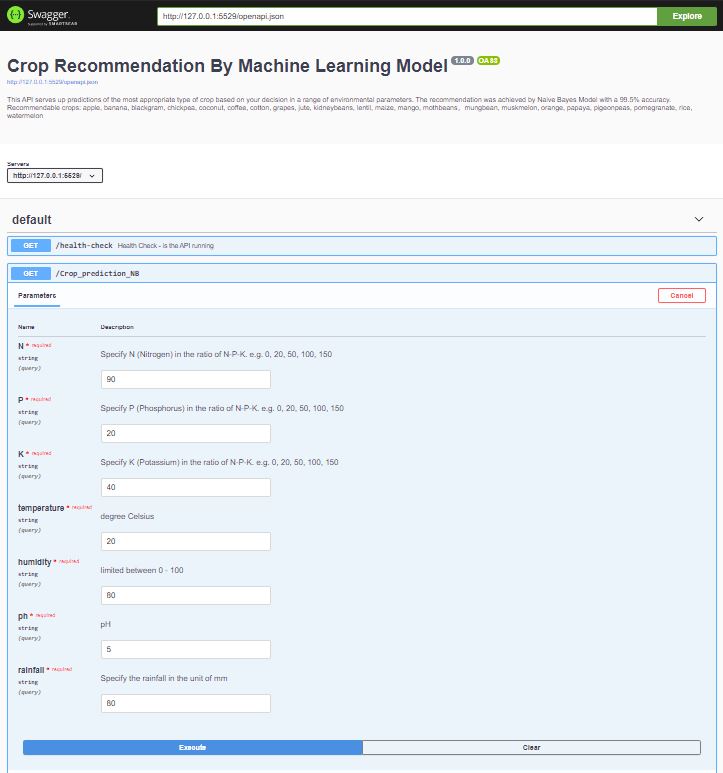 Swagger.
Supported by SMARTBEAR
http://127.0.0.1:5529/openapi.json
Explore
Crop Recommendation By Machine Learning Model 1.0.0 OAS3
http://127.0.0.1:5529/openapi.json
This API serves up predictions of the most appropriate type of crop based on your decision in a range of environmental parameters. The recommendation was achieved by Naive Bayes Model with a 99.5% accuracy.
Recommendable crops: apple, banana, blackgram, chickpea, coconut, coffee, cotton, grapes, jute, kidneybeans, lentil, maize, mango, mothbeans, mungbean, muskmelon, orange, papaya, pigeonpeas, pomegranate, rice,
watermelon
Servers
http://127.0.0.1:5529/
default
GET /health-check Health Check - is the API running
GET /Crop_prediction_NB
Parameters
Cancel
Name Description
N * required
string
(query)
Specify N (Nitrogen) in the ratio of N-P-K. e.g. 0, 20, 50, 100, 150
90
P * required
string
(query)
Specify P (Phosphorus) in the ratio of N-P-K. e.g. 0, 20, 50, 100, 150
20
K * required
string
(query)
Specify K (Potassium) in the ratio of N-P-K. e.g. 0, 20, 50, 100, 150
40
temperature * required
string
(query)
degree Celsius
20
humidity * required
string
(query)
limited between 0 - 100
80
ph * required
string
(query)
pH
5
rainfall * required
string
(query)
Specify the rainfall in the unit of mm
80
Execute
Clear